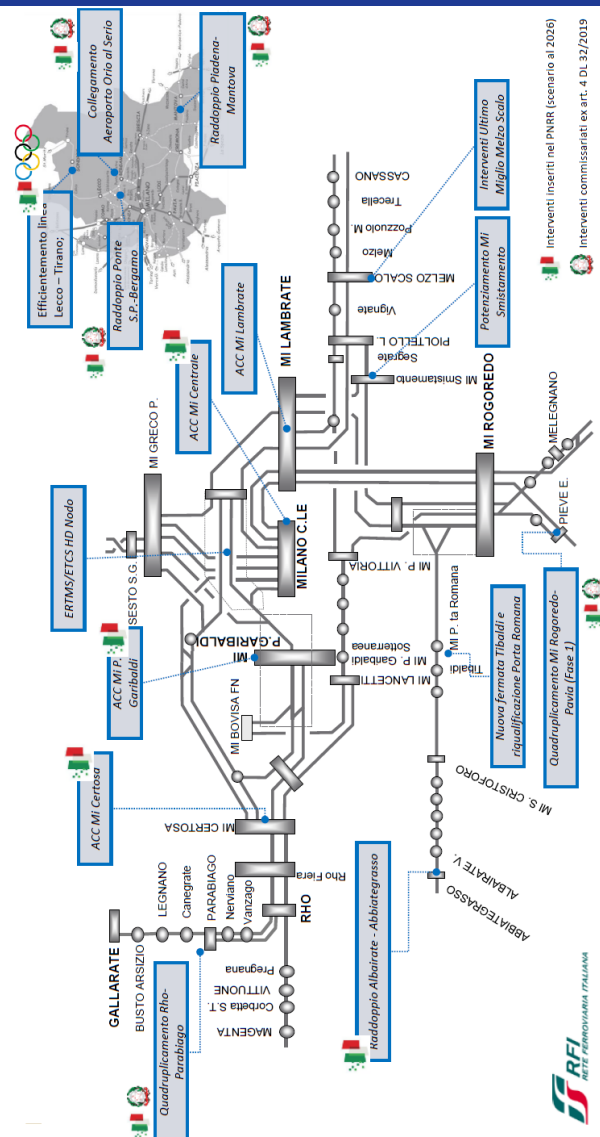 Efficientemento linea
Lecco – Tirano;
Collegamento
Aeroporto Orio al Serio
Raddoppio Ponte
S.P.-Bergamo
Raddoppio Piadena-
Mantova
ERTMS/ETCS HD Nodo
ACC Mi P.
Garibaldi
ACC Mi Certosa
ACC Mi Centrale
ACC Mi Lambrate
Quadruplicamento Rho-
Parabiago
GALLARATE
BUSTO ARSIZIO
LEGNANO
Canegrate
PARABIAGO
Nerviano
Vanzago
RHO
Rho Fiera
Pregnana
VITTUONE
Corbetta S.T.
MAGENTA
MI CERTOSA
MI BOVISA FN
SESTO S.G.
MI GRECO P.
MI
P.GARIBALDI
MILANO C.LE
MI LAMBRATE
MI LANCETTI
MI P. Garibaldi
Sotterranea
MI P. VITTORIA
CASSANO
Trecella
Pozzuolo M.
Melzo
MELZO SCALO
Vignate
PIOLTELLO L.
Segrate
MI Smistamento
MI ROGOREDO
MELEGNANO
PIEVE E.
MI P. ta Romana
Tibaldi
MI S. CRISTOFORO
ALBAIRATE V.
ABBIATEGRASSO
Interventi Ultimo
Miglio Melzo Scalo
Potenziamento Mi
Smistamento
Raddoppio Albairate - Abbiategrasso
Nuova fermata Tibaldi e
riqualificazione Porta Romana
Quadruplicamento Mi Rogoredo-
Pavia (Fase 1)
Interventi inseriti nel PNRR (scenario al 2026)
Interventi commissariati ex art. 4 DL 32/2019
RFI
RETE FERROVIARIA ITALIANA